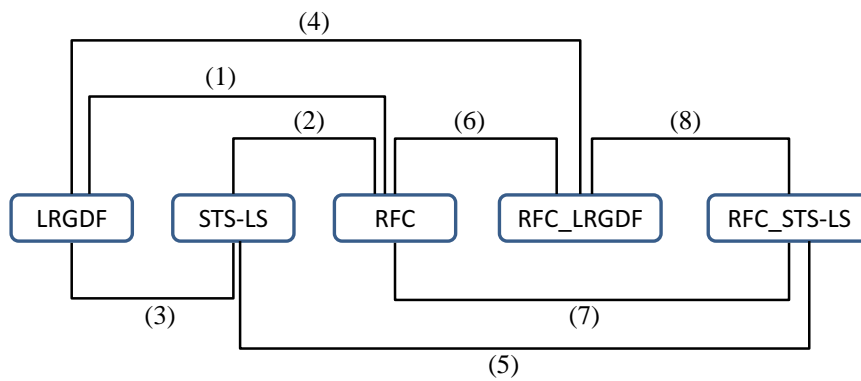 (4)
(1)
(2) (6) (8)
LRGDF STS-LS RFC RFC_LRGDF RFC_STS-LS
(3) (7)
(5)